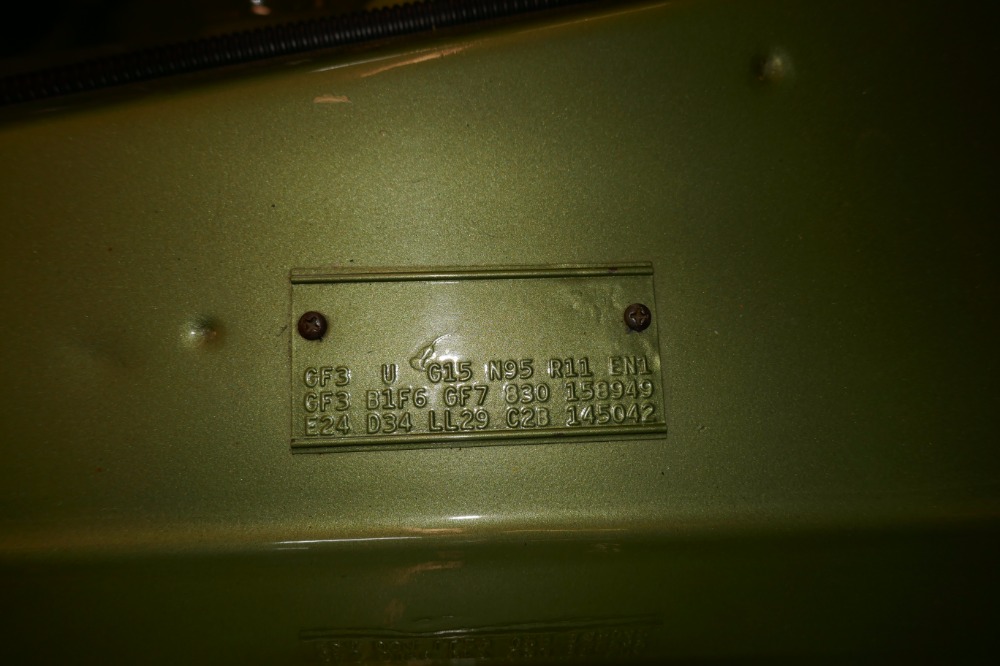 GF3 U G15 N95 R11 EN1
GF3 B1F6 GF7 830 158949
E24 D34 LL29 C2B 145042